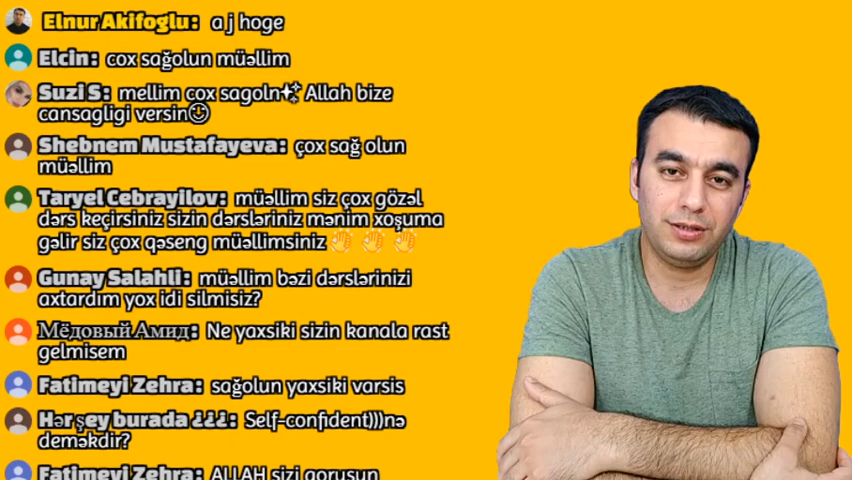 Elnur Akifoglu: a j hoge
Elcin: cox sağolun müəllim
Suzi S: mellim cox sagoln✨ Allah bize
cansagligi versin☺
Shebnem Mustafayeva: çox sağ olun
müəllim
Taryel Cebrayilov: müəllim siz çox gözəl
dərs keçirsiniz sizin dərsləriniz mənim xoşuma
gəlir siz çox qəseng müəllimsiniz 👏 👏 👏
Gunay Salahli: müəllim bəzi dərslərinizi
axtardım yox idi silmisiz?
Мёдовый Амид: Ne yaxsiki sizin kanala rast
gelmisem
Fatimeyi Zehra: sağolun yaxsiki varsis
Hər şey burada ¿¿¿: Self-confident)))nə
deməkdir?
Fatimeyi Zehra: ALLAH sizi qorusun